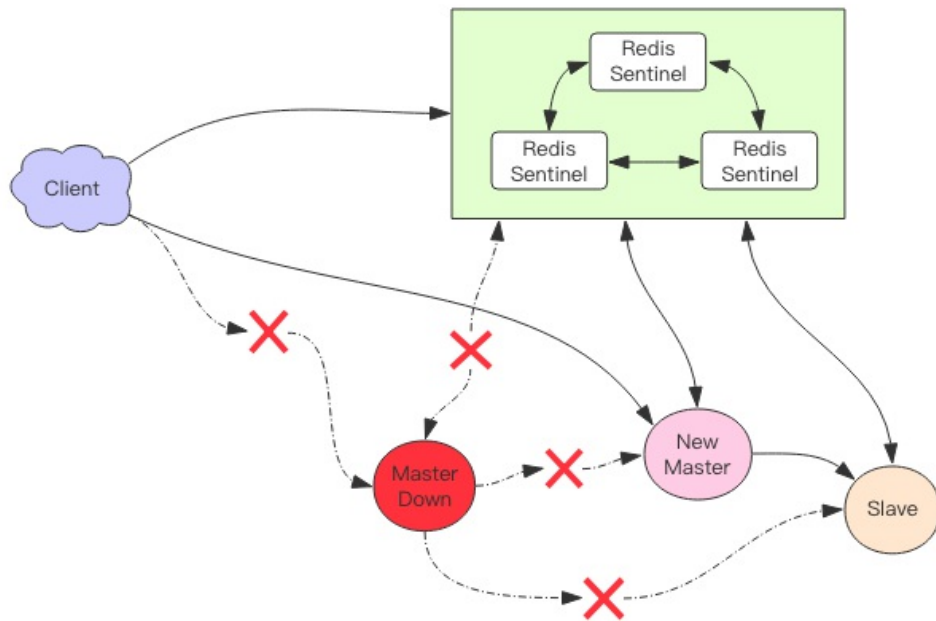 Redis
Sentinel
Redis
Sentinel
Redis
Sentinel
Client
New
Master
Master
Down
Slave